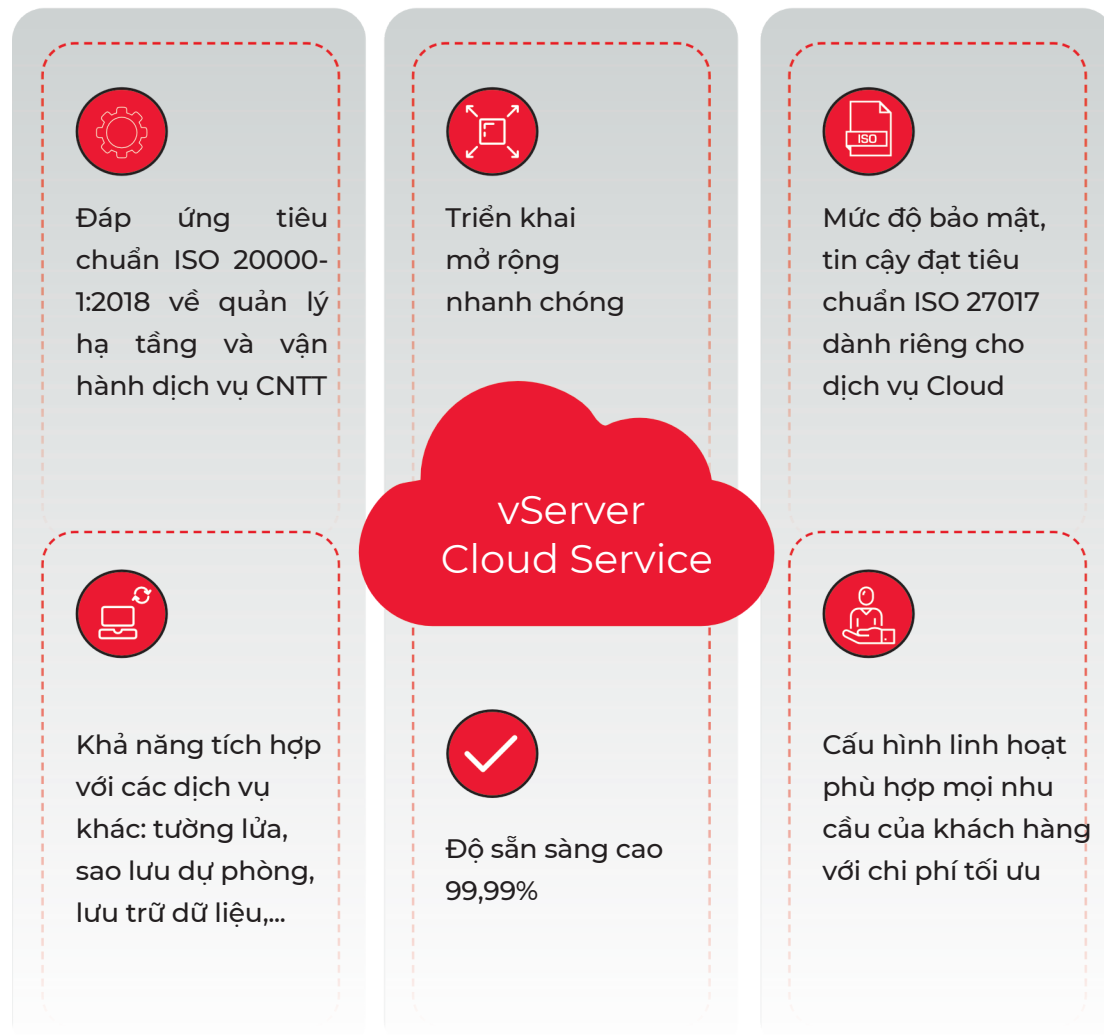 Đáp ứng tiêu
chuẩn ISO 20000-
1:2018 về quản lý
hạ tầng và vận
hành dịch vụ CNTT
Triển khai
mở rộng
nhanh chóng
ISO
Mức độ bảo mật,
tin cậy đạt tiêu
chuẩn ISO 27017
dành riêng cho
dịch vụ Cloud
vServer
Cloud Service
Khả năng tích hợp
với các dịch vụ
khác: tường lửa,
sao lưu dự phòng,
lưu trữ dữ liệu,...
Độ sẵn sàng cao
99,99%
Cấu hình linh hoạt
phù hợp mọi nhu
cầu của khách hàng
với chi phí tối ưu